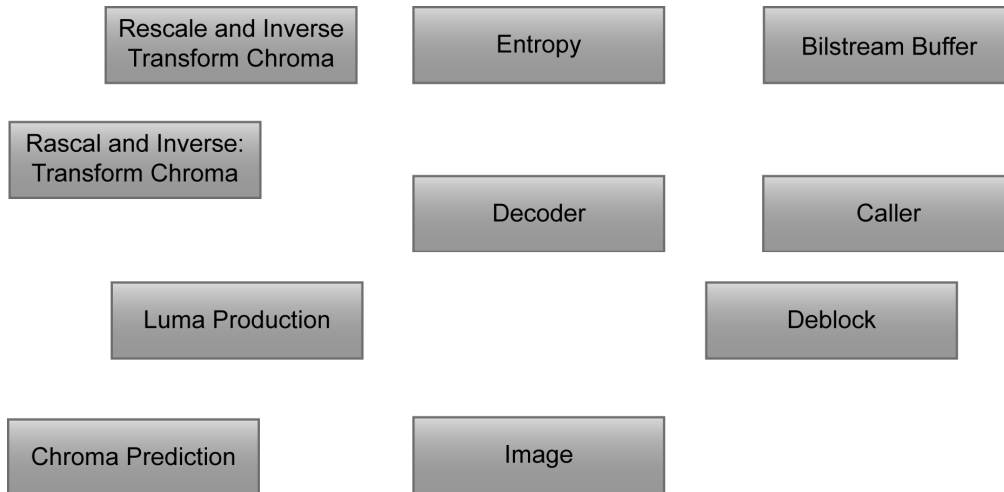 Rescale and Inverse
Transform Chroma
Entropy
Bilstream Buffer
Rascal and Inverse:
Transform Chroma
Decoder
Caller
Luma Production
Deblock
Chroma Prediction
Image